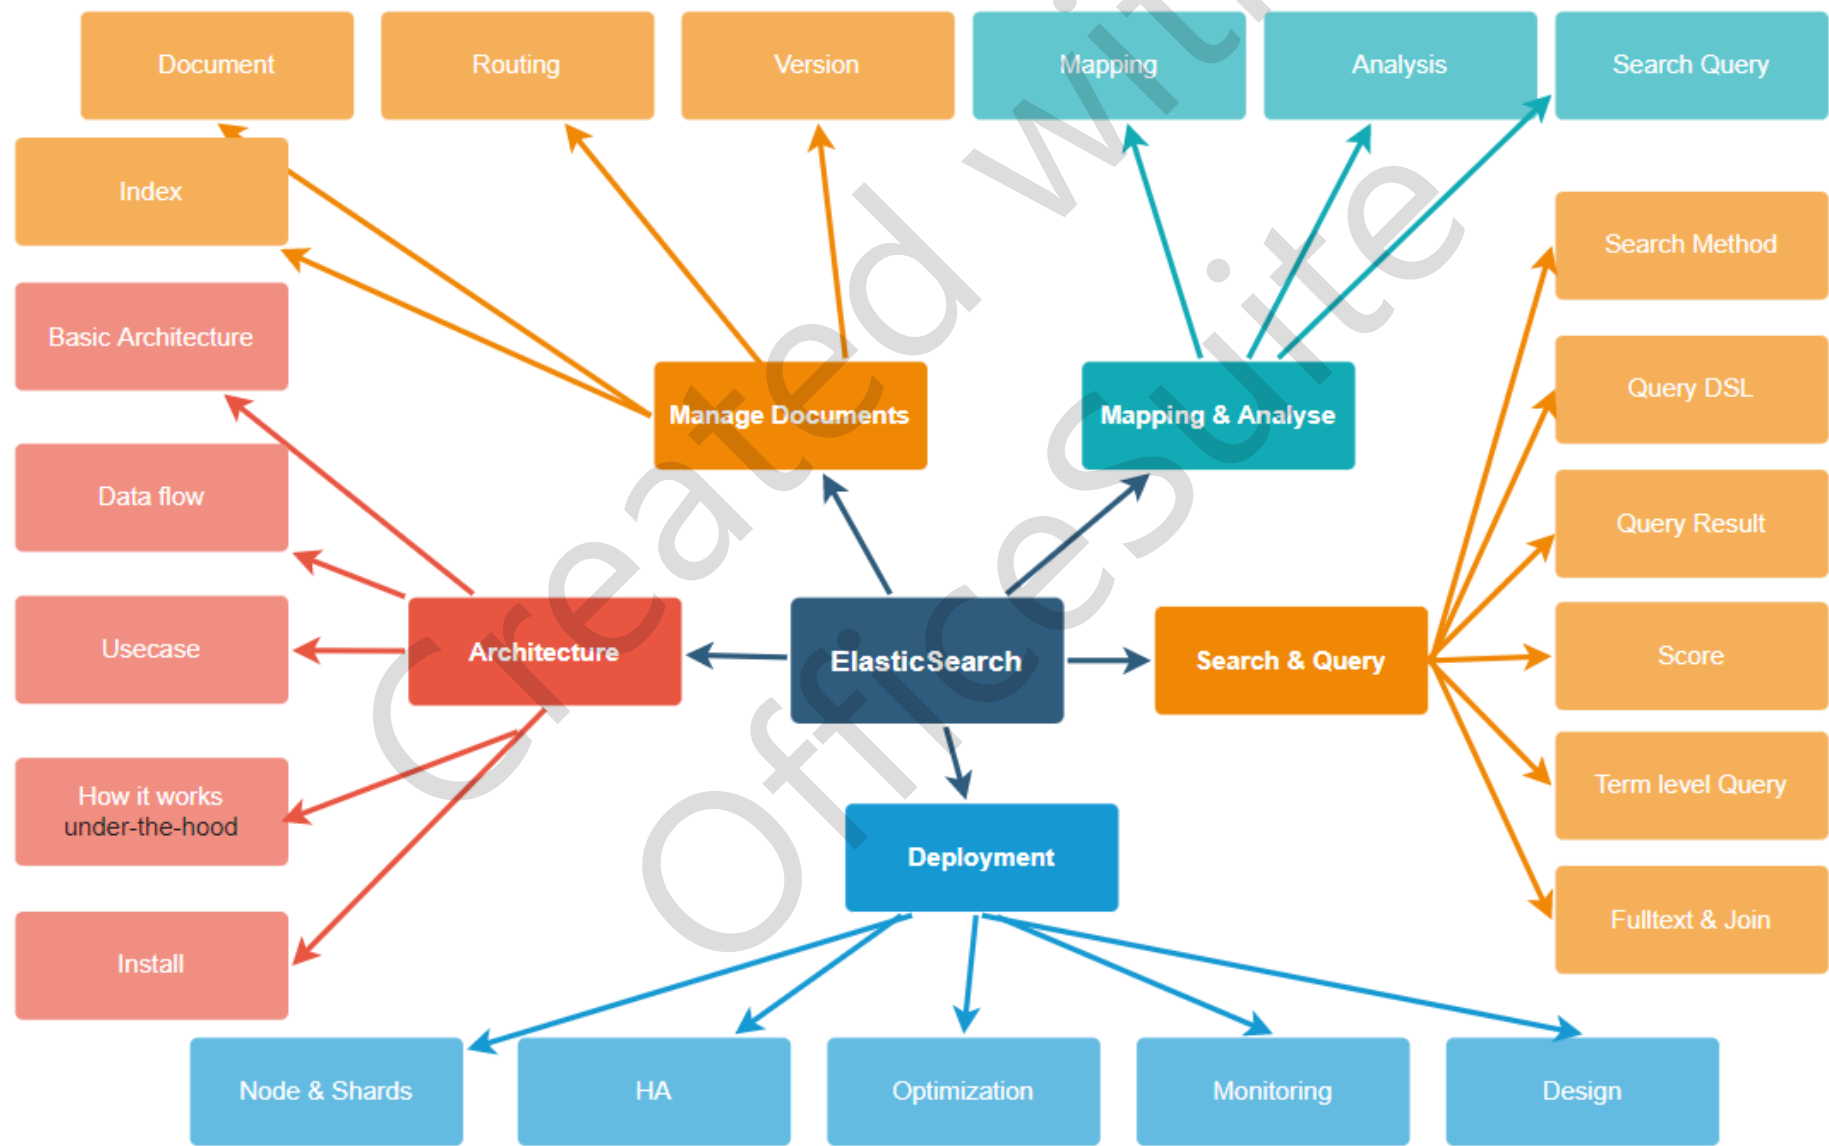 Document
Routing
Version
Mapping
Analysis
Search Query
Index
Search Method
Basic Architecture
Query DSL
Manage Documents
Mapping & Analyse
Data flow
Query Result
Usecase
Architecture
ElasticSearch
Search & Query
Score
How it works
under-the-hood
Term level Query
Deployment
Fulltext & Join
Install
Node & Shards
HA
Optimization
Monitoring
Design
Created with
OfficeSuite